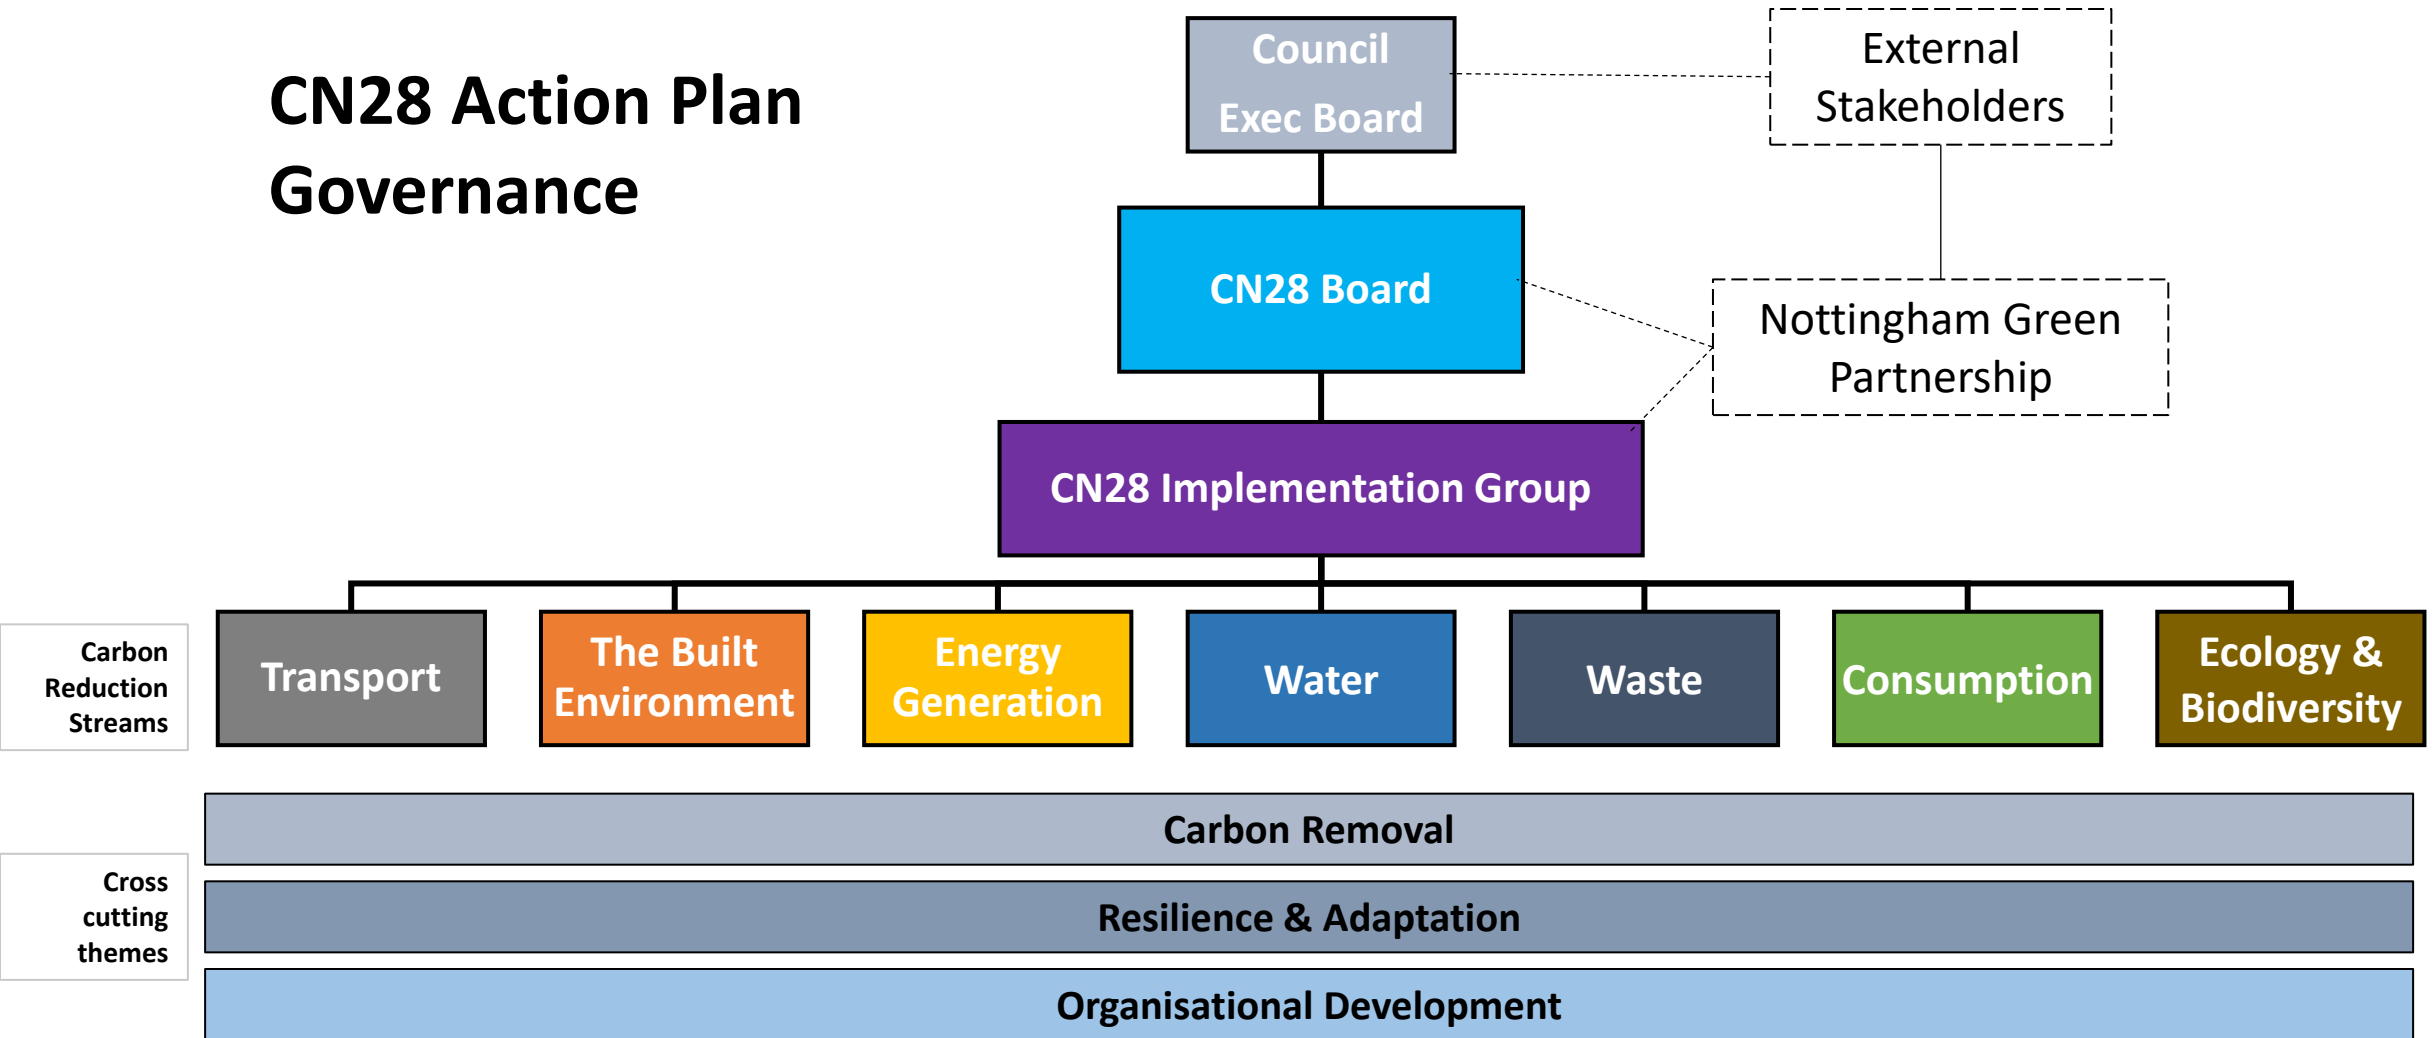 CN28 Action Plan
Governance
Council
Exec Board
External
Stakeholders
CN28 Board
Nottingham Green
Partnership
CN28 Implementation Group
Carbon
Reduction
Streams
Transport
The Built
Environment
Energy
Generation
Water
Waste
Consumption
Ecology &
Biodiversity
Cross
cutting
themes
Carbon Removal
Resilience & Adaptation
Organisational Development